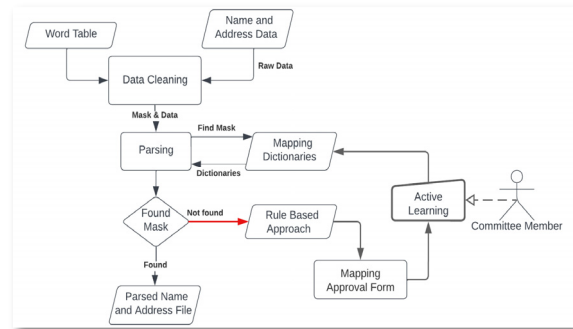 Word Table
Name and
Address Data
Raw Data
Data Cleaning
Mask & Data
Find Mask
Parsing
Mapping
Dictionaries
Dictionaries
Active
Learning
Committee Member
Found
Mask
Not found
Rule Based
Approach
Mapping
Approval Form
Found
Parsed Name
and Address File